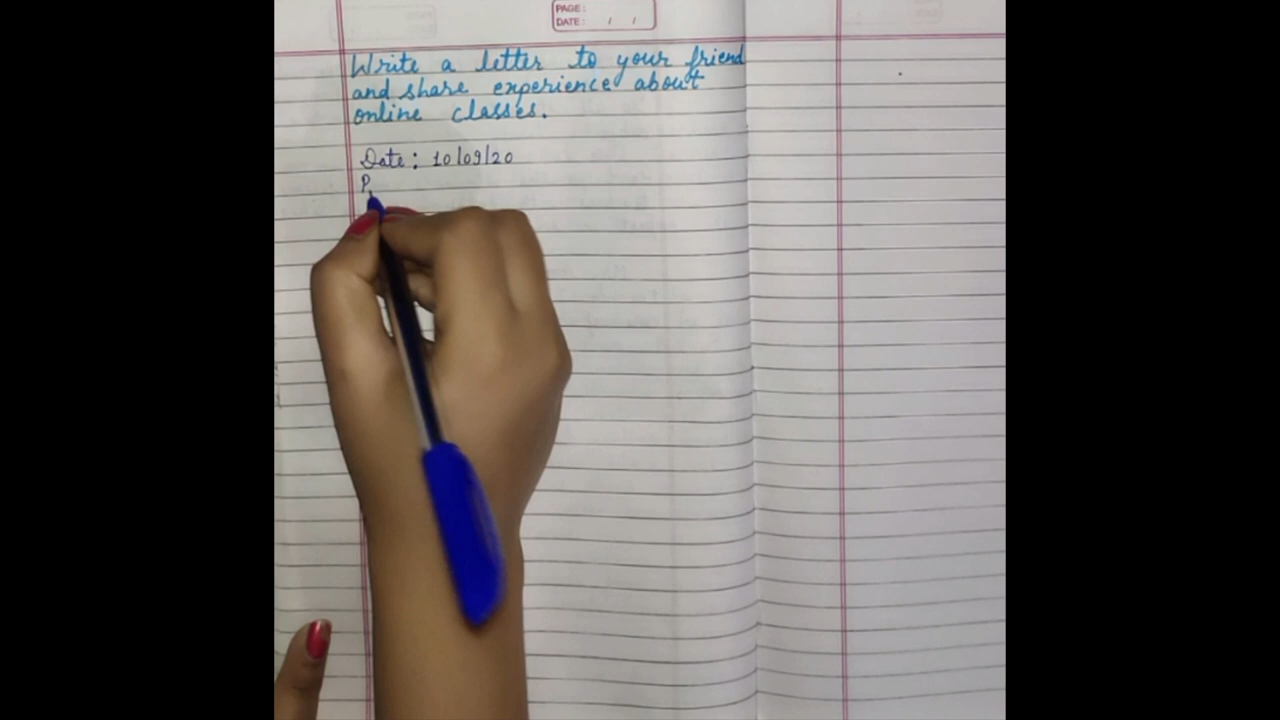 PAGE:
DATE: / /
Write a letter to your friend
and share experience about
online classes.
Date: 10/09/20
P